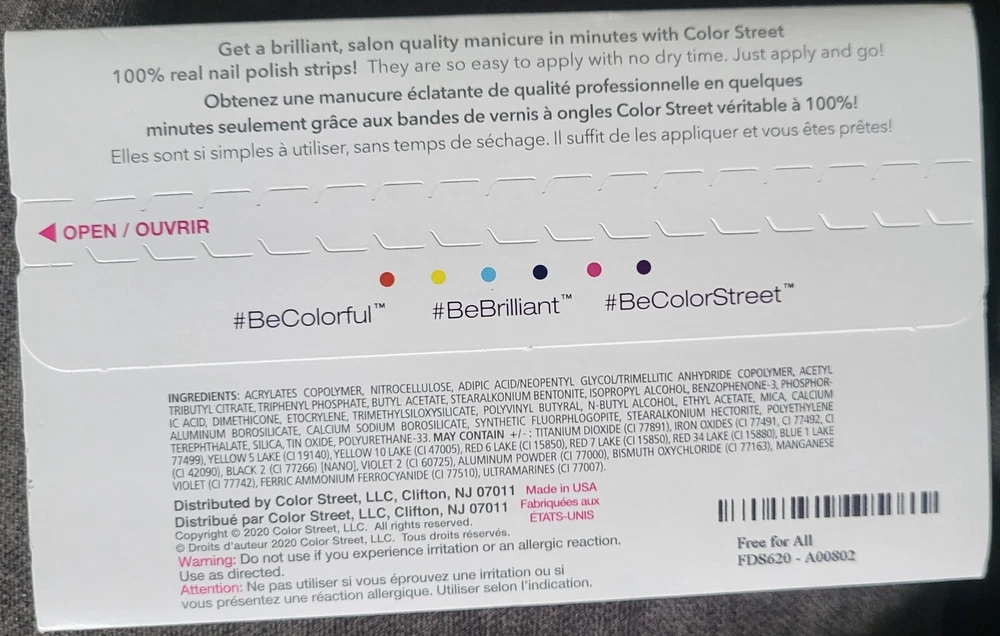 Get a brilliant, salon quality manicure in minutes with Color Street
100% real nail polish strips! They are so easy to apply with no dry time. Just apply and go!
Obtenez une manucure éclatante de qualité professionnelle en quelques
minutes seulement grâce aux bandes de vernis à ongles Color Street véritable à 100%!
Elles sont si simples à utiliser, sans temps de séchage. Il suffit de les appliquer et vous êtes prêtes!
OPEN / OUVRIR
#BeColorful™ #BeBrilliant™ #BeColorStreet™
INGREDIENTS: ACRYLATES COPOLYMER, NITROCELLULOSE, ADIPIC ACID/NEOPENTYL GLYCOL/TRIMELLITIC ANHYDRIDE COPOLYMER, ACETYL
TRIBUTYL CITRATE, TRIPHENYL PHOSPHATE, BUTYL ACETATE, STEARALKONIUM BENTONITE, ISOPROPYL ALCOHOL, BENZOPHENONE-3, PHOSPHOR-
IC ACID, DIMETHICONE, ETOCRYLENE, TRIMETHYLSILOXYSILICATE, POLYVINYL BUTYRAL, N-BUTYL ALCOHOL, ETHYL ACETATE, MICA, CALCIUM
ALUMINUM BOROSILICATE, CALCIUM SODIUM BOROSILICATE, SYNTHETIC FLUORPHLOGOPITE, STEARALKONIUM HECTORITE, POLYETHYLENE
TEREPHTHALATE, SILICA, TIN OXIDE, POLYURETHANE-33. MAY CONTAIN +/-: TITANIUM DIOXIDE (CI 77891), IRON OXIDES (CI 77491, CI 77492, CI
77499), YELLOW 5 LAKE (CI 19140), YELLOW 10 LAKE (CI 47005), RED 6 LAKE (CI 15850), RED 7 LAKE (CI 15850), RED 34 LAKE (CI 15880), BLUE 1 LAKE
(CI 42090), BLACK 2 (CI 77266) [NANO], VIOLET 2 (CI 60725), ALUMINUM POWDER (CI 77000), BISMUTH OXYCHLORIDE (CI 77163), MANGANESE
VIOLET (CI 77742), FERRIC AMMONIUM FERROCYANIDE (CI 77510), ULTRAMARINES (CI 77007).
Distributed by Color Street, LLC, Clifton, NJ 07011
Distribué par Color Street, LLC, Clifton, NJ 07011
Made in USA
Fabriquées aux
ÉTATS-UNIS
Copyright © 2020 Color Street, LLC. All rights reserved.
© Droits d'auteur 2020 Color Street, LLC. Tous droits réservés.
Warning: Do not use if you experience irritation or an allergic reaction.
Use as directed.
Attention: Ne pas utiliser si vous éprouvez une irritation ou si
vous présentez une réaction allergique. Utiliser selon l'indication.
Free for All
FDS620 - A00802